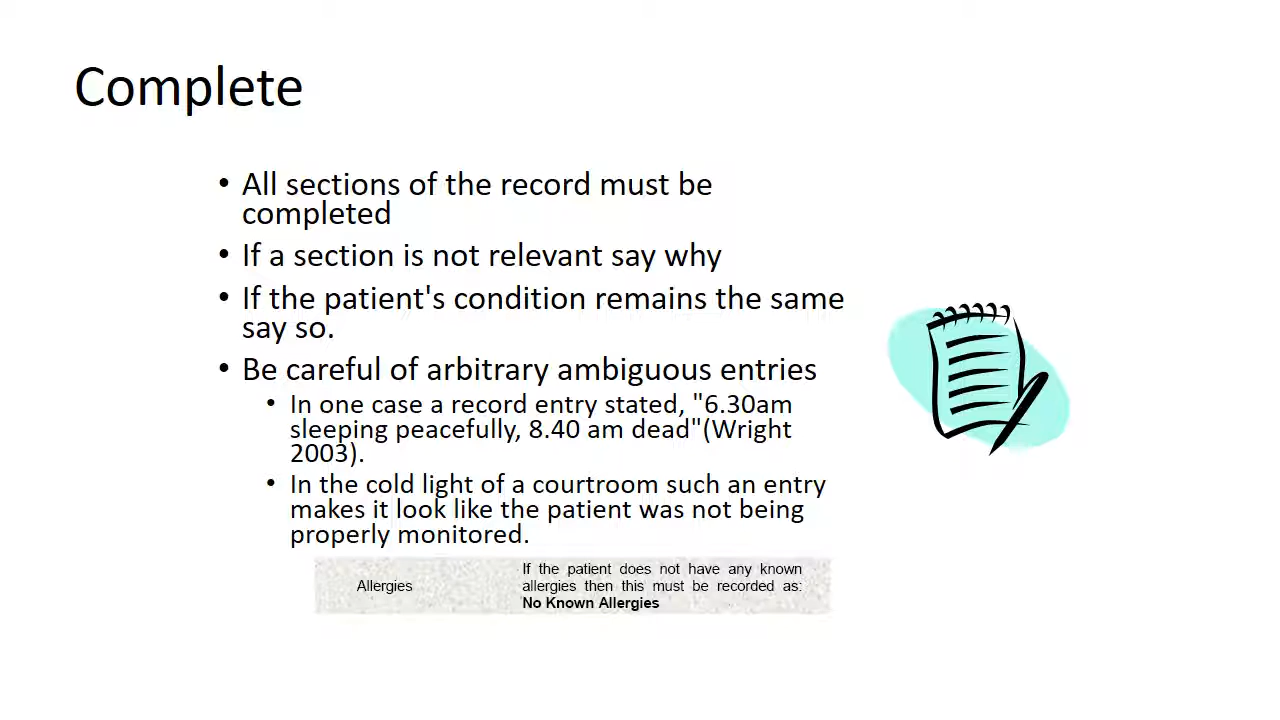 Complete
• All sections of the record must be
completed
• If a section is not relevant say why
• If the patient's condition remains the same
say so.
• Be careful of arbitrary ambiguous entries
• In one case a record entry stated, "6.30am
sleeping peacefully, 8.40 am dead"(Wright
2003).
• In the cold light of a courtroom such an entry
makes it look like the patient was not being
properly monitored.
Allergies
If the patient does not have any known
allergies then this must be recorded as:
No Known Allergies